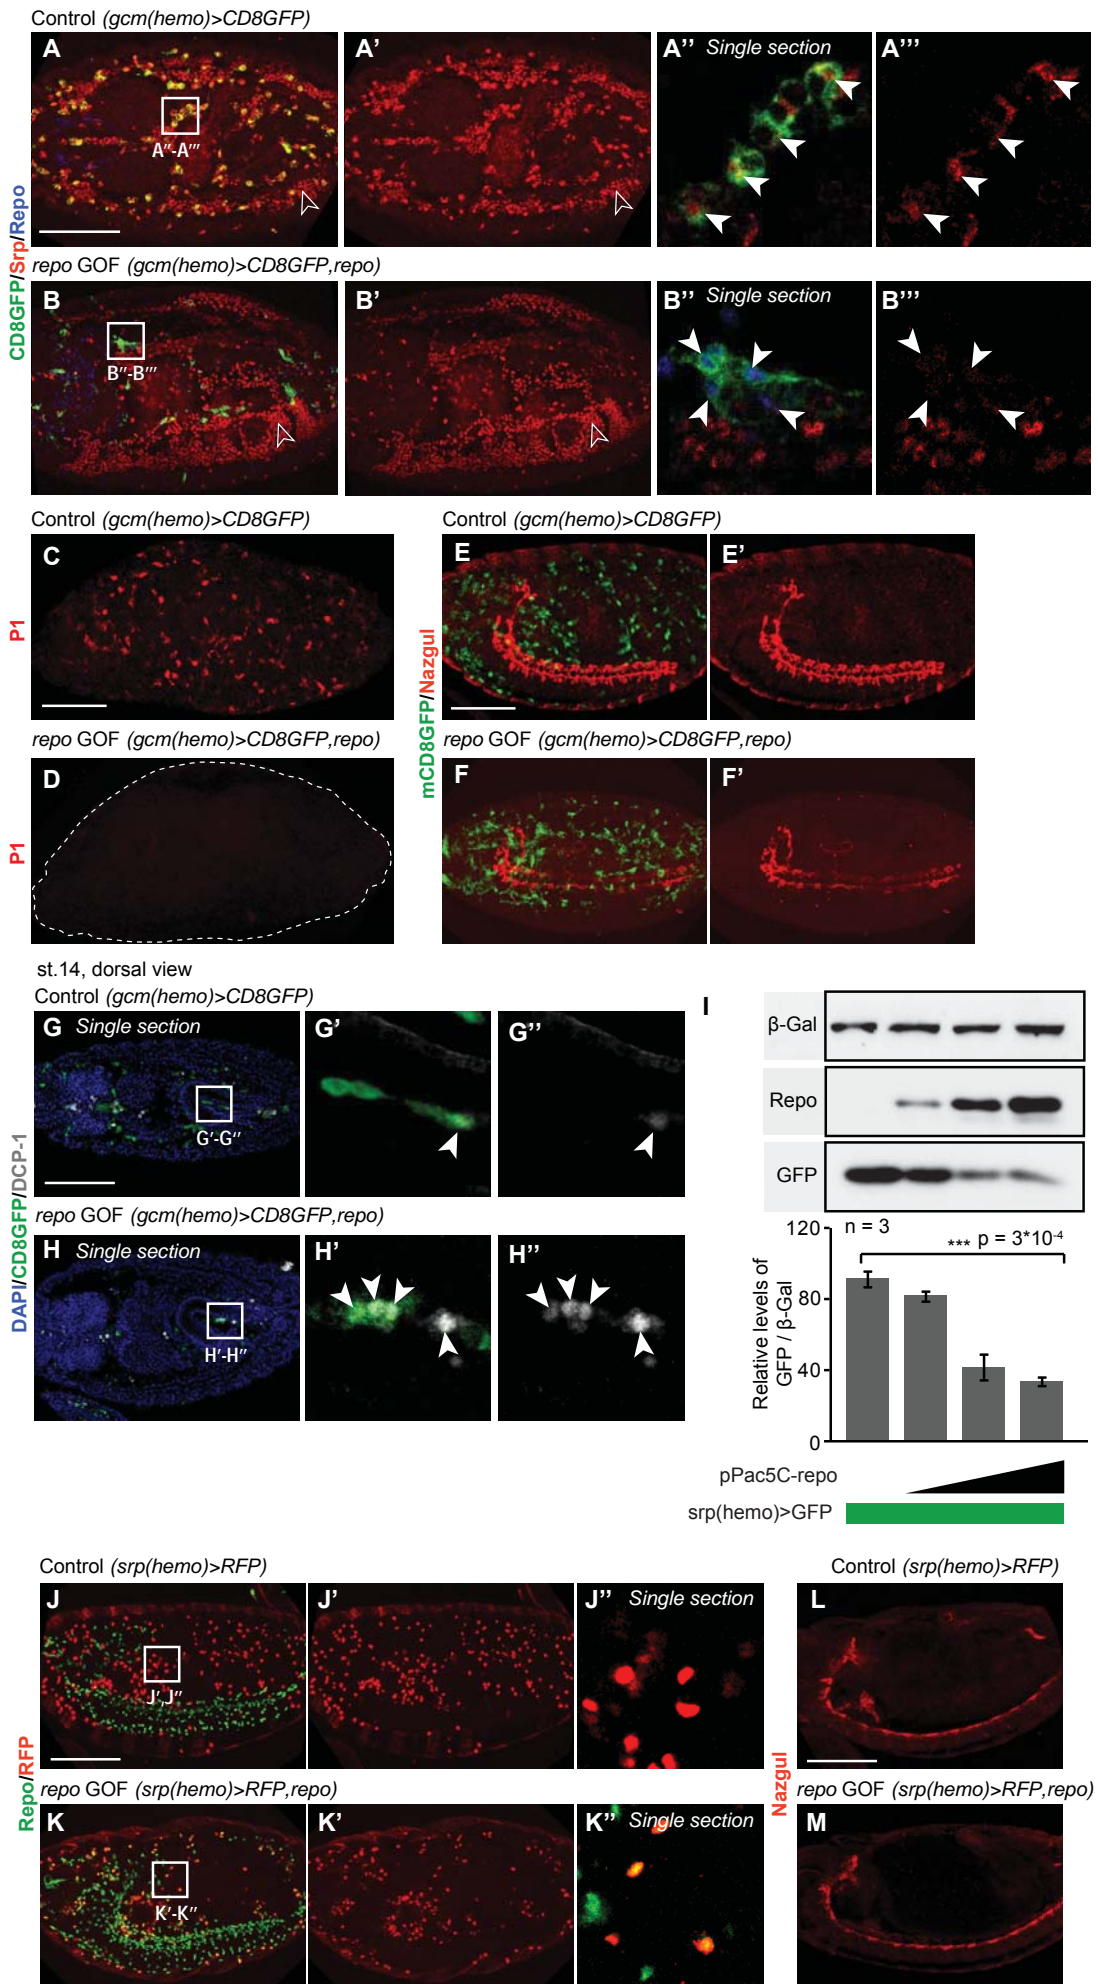 Control (gcm(hemo)>CD8GFP)
CD8GFP/Srp/Repo
A
A''-A'''
A'
A'' Single section
A'''
repo GOF (gcm(hemo)>CD8GFP,repo)
B
B''-B'''
B'
B'' Single section
B'''
Control (gcm(hemo)>CD8GFP)
P1
C
repo GOF (gcm(hemo)>CD8GFP,repo)
P1
D
Control (gcm(hemo)>CD8GFP)
mCD8GFP/Nazgul
E
E'
repo GOF (gcm(hemo)>CD8GFP,repo)
F
F'
st.14, dorsal view
Control (gcm(hemo)>CD8GFP)
DAPI/CD8GFP/DCP-1
G Single section
G'-G''
G'
G''
repo GOF (gcm(hemo)>CD8GFP,repo)
H Single section
H'-H''
H'
H''
I
β-Gal
Repo
GFP
n = 3
*** p = 3*10-4
Relative levels of
GFP / β-Gal
120
80
40
0
pPac5C-repo
srp(hemo)>GFP
Control (srp(hemo)>RFP)
Repo/RFP
J
J',J''
J'
J'' Single section
repo GOF (srp(hemo)>RFP,repo)
K
K'-K''
K'
K'' Single section
Control (srp(hemo)>RFP)
Nazgul
L
repo GOF (srp(hemo)>RFP,repo)
M